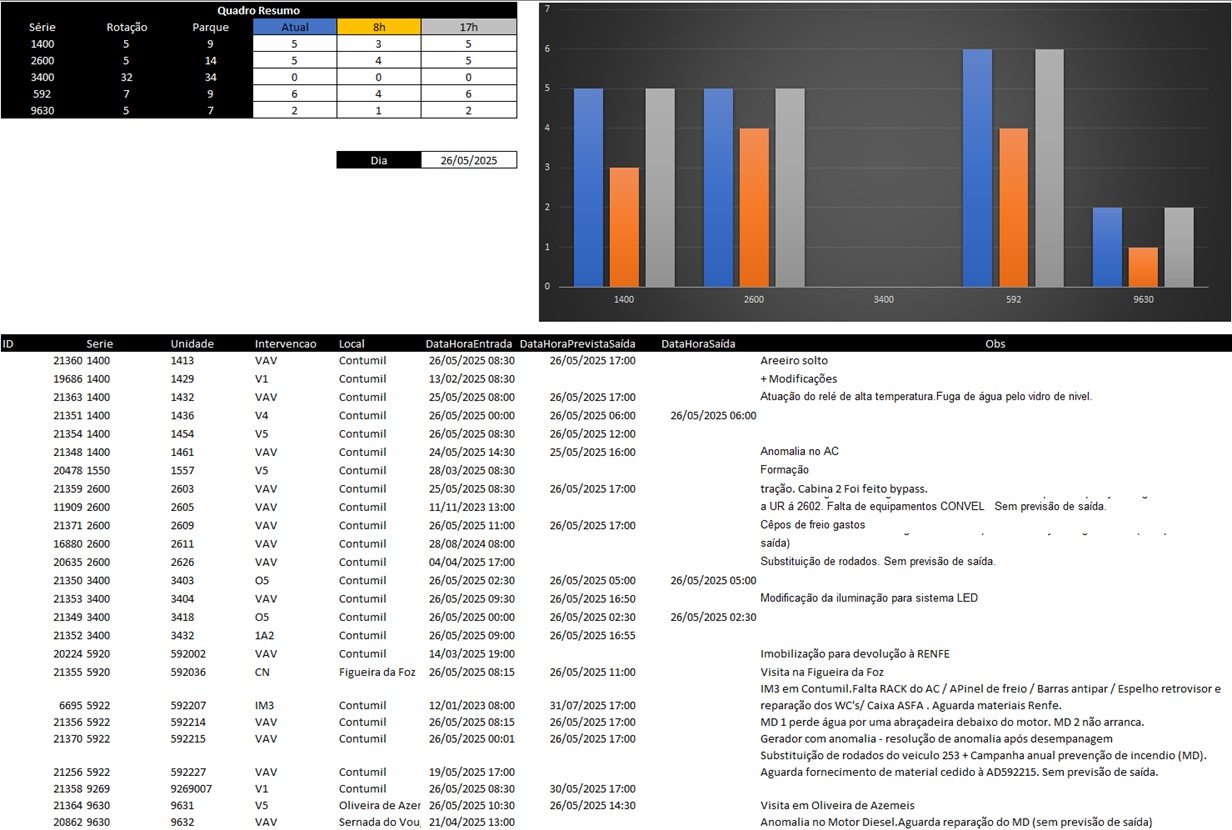 Quadro Resumo
Série Rotação Parque Atual 8h 17h
1400 5 9 5 3 5
2600 5 14 5 4 5
3400 32 34 0 0 0
592 7 9 6 4 6
9630 5 7 2 1 2
Dia 26/05/2025
7
6
5
4
3
2
1
0
1400 2600 3400 592 9630
ID Serie Unidade Intervencao Local DataHoraEntrada DataHoraPrevistaSaída DataHoraSaída Obs
21360 1400 1413 VAV Contumil 26/05/2025 08:30 26/05/2025 17:00 Areeiro solto
19686 1400 1429 V1 Contumil 13/02/2025 08:30 + Modificações
21363 1400 1432 VAV Contumil 25/05/2025 08:00 26/05/2025 17:00 Atuação do relé de alta temperatura.Fuga de água pelo vidro de nivel.
21351 1400 1436 V4 Contumil 26/05/2025 00:00 26/05/2025 06:00 26/05/2025 06:00
21354 1400 1454 V5 Contumil 26/05/2025 08:30 26/05/2025 12:00
21348 1400 1461 VAV Contumil 24/05/2025 14:30 25/05/2025 16:00 Anomalia no AC
20478 1550 1557 V5 Contumil 28/03/2025 08:30 Formação
21359 2600 2603 VAV Contumil 25/05/2025 08:30 26/05/2025 17:00 tração. Cabina 2 Foi feito bypass.
11909 2600 2605 VAV Contumil 11/11/2023 13:00 a UR á 2602. Falta de equipamentos CONVEL Sem previsão de saída.
21371 2600 2609 VAV Contumil 26/05/2025 11:00 26/05/2025 17:00 Cêpos de freio gastos
16880 2600 2611 VAV Contumil 28/08/2024 08:00 saída)
20635 2600 2626 VAV Contumil 04/04/2025 17:00 Substituição de rodados. Sem previsão de saída.
21350 3400 3403 O5 Contumil 26/05/2025 02:30 26/05/2025 05:00 26/05/2025 05:00
21353 3400 3404 VAV Contumil 26/05/2025 09:30 26/05/2025 16:50 Modificação da iluminação para sistema LED
21349 3400 3418 O5 Contumil 26/05/2025 00:00 26/05/2025 02:30 26/05/2025 02:30
21352 3400 3432 1A2 Contumil 26/05/2025 09:00 26/05/2025 16:55
20224 5920 592002 VAV Contumil 14/03/2025 19:00 Imobilização para devolução à RENFE
21355 5920 592036 CN Figueira da Foz 26/05/2025 08:15 26/05/2025 11:00 Visita na Figueira da Foz
IM3 em Contumil.Falta RACK do AC / APinel de freio / Barras antipar / Espelho retrovisor e
6695 5922 592207 IM3 Contumil 12/01/2023 08:00 31/07/2025 17:00 reparação dos WC's/ Caixa ASFA . Aguarda materiais Renfe.
21356 5922 592214 VAV Contumil 26/05/2025 08:15 26/05/2025 17:00 MD 1 perde água por uma abraçadeira debaixo do motor. MD 2 não arranca.
21370 5922 592215 VAV Contumil 26/05/2025 00:01 26/05/2025 17:00 Gerador com anomalia - resolução de anomalia após desempanagem
Substituição de rodados do veiculo 253 + Campanha anual prevenção de incendio (MD).
21256 5922 592227 VAV Contumil 19/05/2025 17:00 Aguarda fornecimento de material cedido à AD592215. Sem previsão de saída.
21358 9269 9269007 V1 Contumil 26/05/2025 08:30 30/05/2025 17:00
21364 9630 9631 V5 Oliveira de Azer 26/05/2025 10:30 26/05/2025 14:30 Visita em Oliveira de Azemeis
20862 9630 9632 VAV Sernada do Vou 21/04/2025 13:00 Anomalia no Motor Diesel.Aguarda reparação do MD (sem previsão de saída)